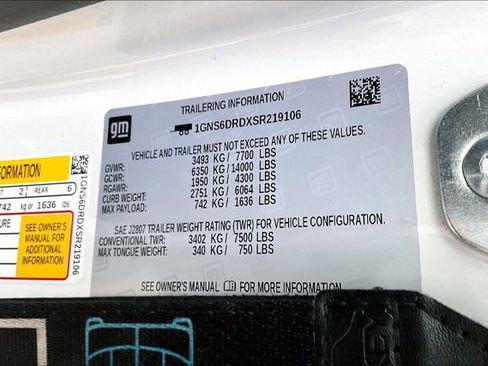 TRAILERING INFORMATION
gm
1GNS6DRDXSR219106
VEHICLE AND TRAILER MUST NOT EXCEED ANY OF THESE VALUES.
GVWR: 3493 KG / 7700 LBS
GCWR: 6350 KG / 14000 LBS
RGAWR: 1950 KG / 4300 LBS
CURB WEIGHT: 2751 KG / 6064 LBS
MAX PAYLOAD: 742 KG / 1636 LBS
SAE J2807 TRAILER WEIGHT RATING (TWR) FOR VEHICLE CONFIGURATION.
CONVENTIONAL TWR: 3402 KG / 7500 LBS
MAX TONGUE WEIGHT: 340 KG / 750 LBS
SEE OWNER'S MANUAL FOR MORE INFORMATION.
2 REAR 6
742 kg or 1636 lbs
SEE OWNER'S
MANUAL FOR
ADDITIONAL
INFORMATION
1GNS6DRDXSR219106